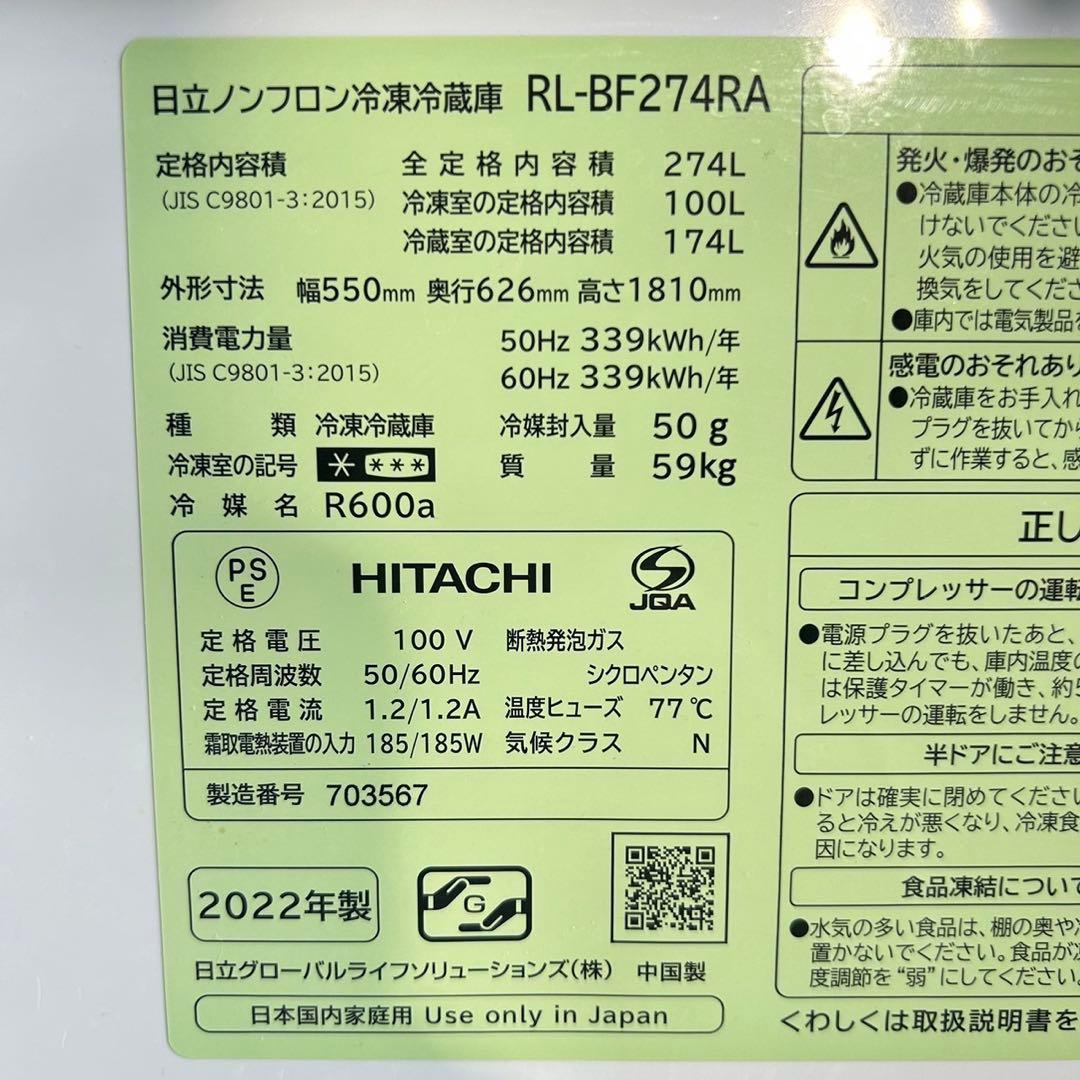 日立ノンフロン冷凍冷蔵庫 RL-BF274RA
定格内容積 全定格内容積 274L
(JIS C9801-3:2015) 冷凍室の定格内容積 100L
冷蔵室の定格内容積 174L
外形寸法 幅550mm 奥行626mm 高さ1810mm
消費電力量 50Hz 339kWh/年
(JIS C9801-3:2015) 60Hz 339kWh/年
種類 冷凍冷蔵庫 冷媒封入量 50g
冷凍室の記号 * *** 質量 59kg
冷媒名 R600a
PS
E
HITACHI
JQA
定格電圧 100V 断熱発泡ガス
定格周波数 50/60Hz シクロペンタン
定格電流 1.2/1.2A 温度ヒューズ 77℃
霜取電熱装置の入力 185/185W 気候クラス N
製造番号 703567
2022年製
G
日立グローバルライフソリューションズ(株) 中国製
日本国内家庭用 Use only in Japan
発火・爆発のおそ
●冷蔵庫本体の冷
けないでください
火気の使用を避
換気をしてくださ
●庫内では電気製品を
感電のおそれあり
●冷蔵庫をお手入れ
プラグを抜いてから
ずに作業すると、感
正し
コンプレッサーの運転
●電源プラグを抜いたあと、
に差し込んでも、庫内温度の
は保護タイマーが働き、約5
レッサーの運転をしません。
半ドアにご注意
●ドアは確実に閉めてください
ると冷えが悪くなり、冷凍食
因になります。
食品凍結について
●水気の多い食品は、棚の奥や冷
置かないでください。食品が凍
度調節を“弱”にしてください。
くわしくは取扱説明書を